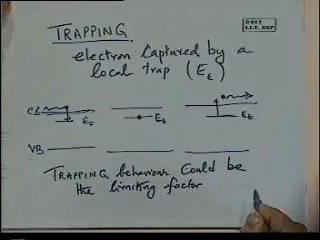 TRAPPING
electron Captured by a
local trap (Et)
CB Et Et Et
VB
TRAPPING behaviour Could be
the limiting factor